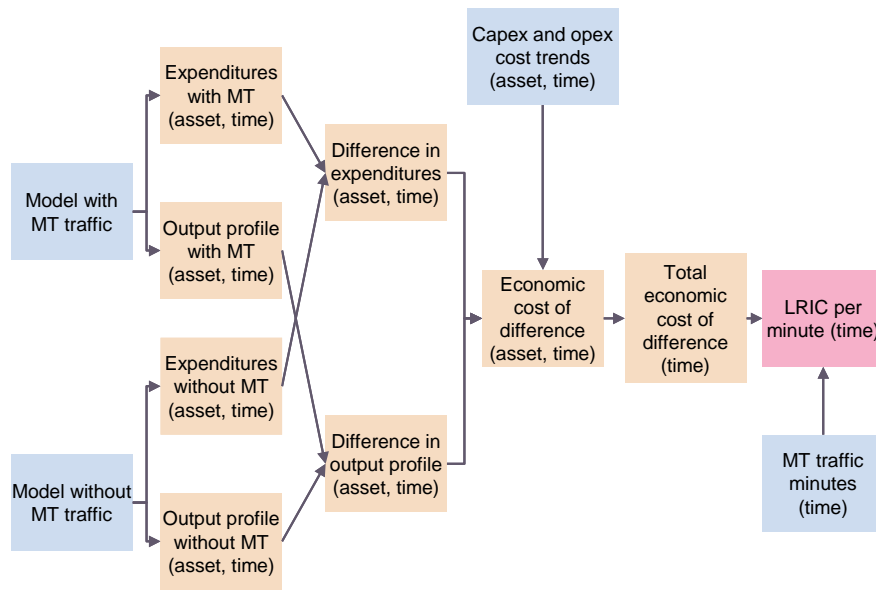 Capex and opex
cost trends
(asset, time)
Expenditures
with MT
(asset, time)
Difference in
expenditures
(asset, time)
Model with
MT traffic
Output profile
with MT
(asset, time)
Economic
cost of
difference
(asset, time)
Total
economic
cost of
difference
(time)
LRIC per
minute (time)
Expenditures
without MT
(asset, time)
Difference in
output profile
(asset, time)
Model without
MT traffic
Output profile
without MT
(asset, time)
MT traffic
minutes
(time)